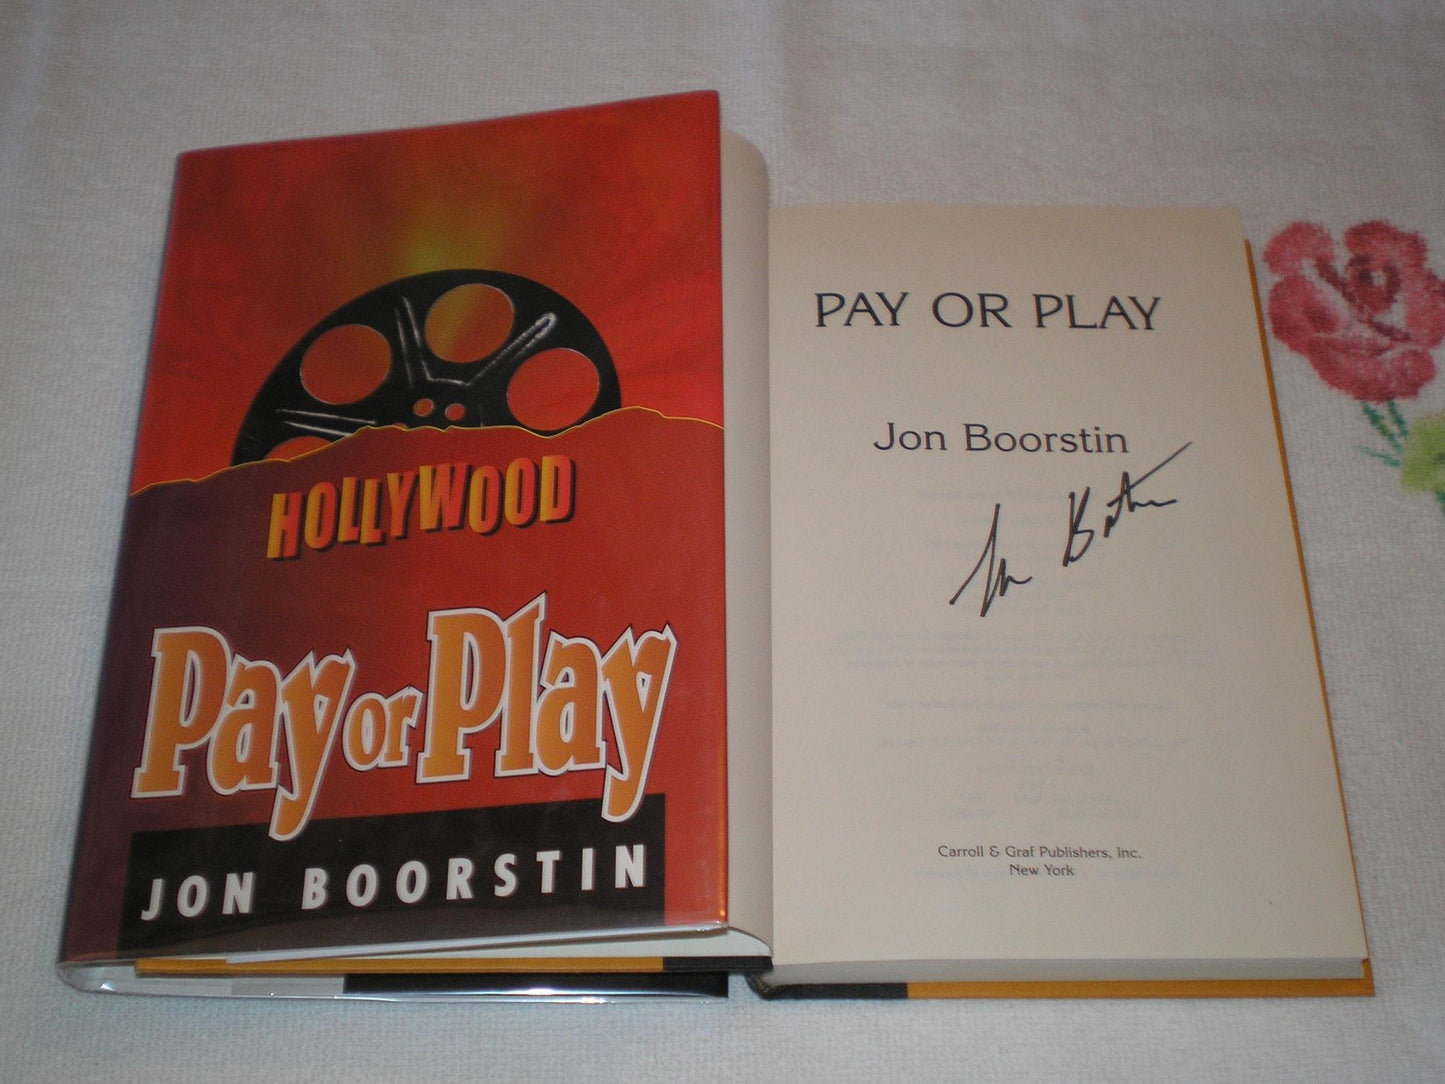 HOLLYWOOD
Pay or Play
JON BOORSTIN
PAY OR PLAY
Jon Boorstin
Carroll & Graf Publishers, Inc.
New York